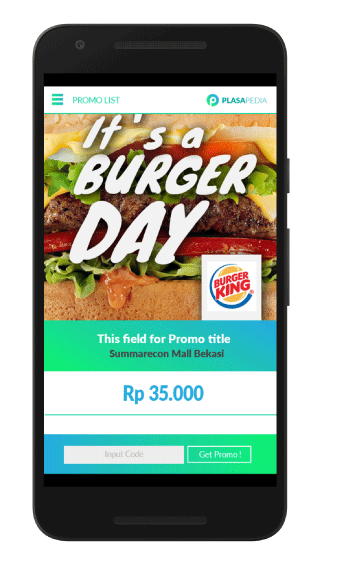 PROMO LIST
PLASAPEDIA
It's a
BURGER
DAY
BURGER
KING
This field for Promo title
Summarecon Mall Bekasi
Rp 35.000
Input Code
Get Promo !